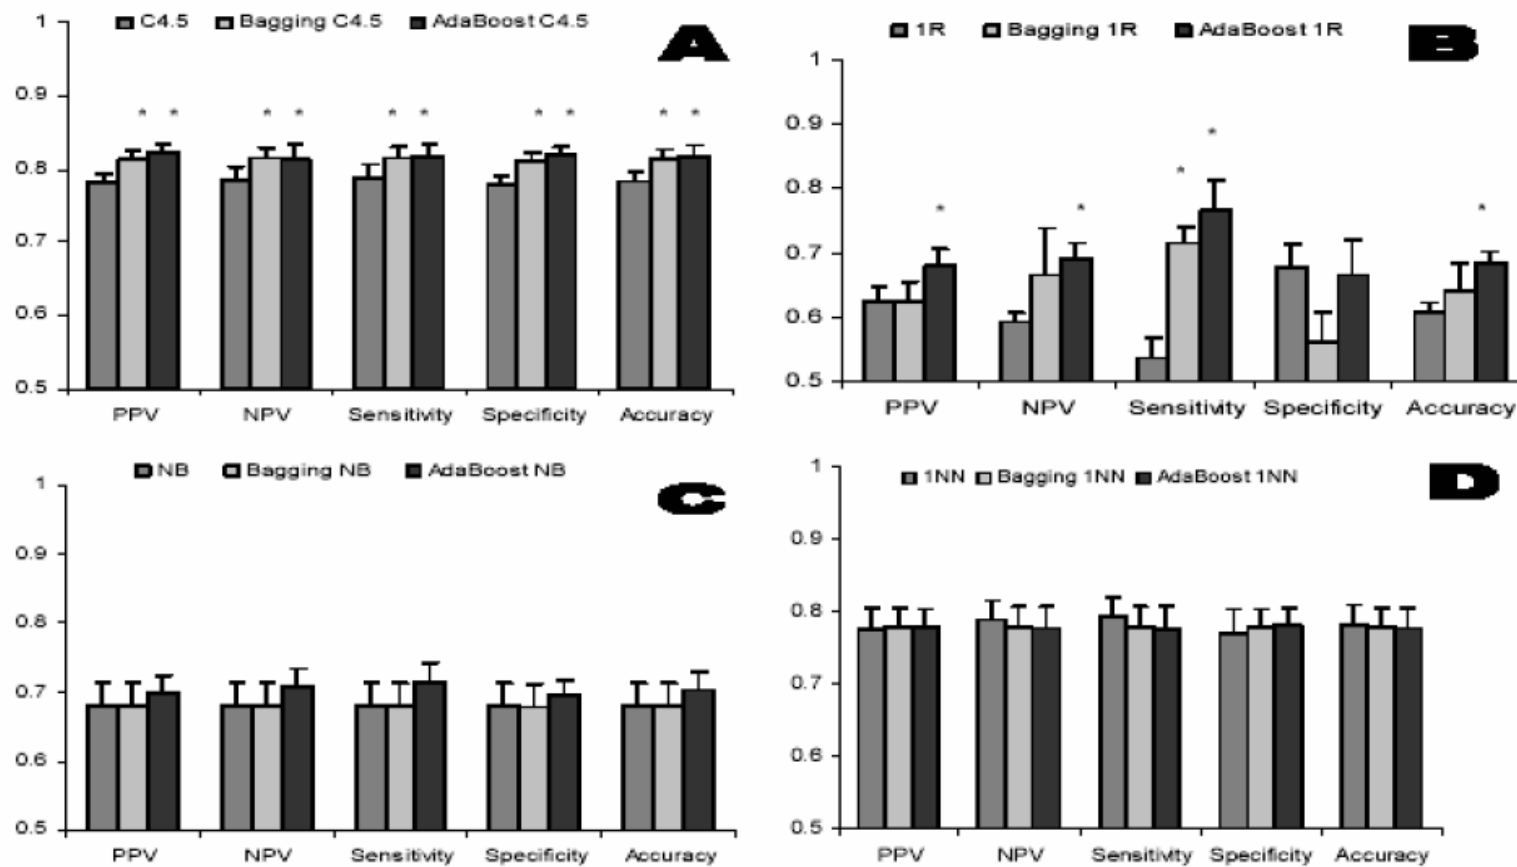 C4.5 Bagging C4.5 AdaBoost C4.5
A
1
0.9
0.8
0.7
0.6
0.5
* * * * * * * * * *
PPV NPV Sensitivity Specificity Accuracy
1R Bagging 1R AdaBoost 1R
B
1
0.9
0.8
0.7
0.6
0.5
* * * * *
PPV NPV Sensitivity Specificity Accuracy
NB Bagging NB AdaBoost NB
C
1
0.9
0.8
0.7
0.6
0.5
PPV NPV Sensitivity Specificity Accuracy
1NN Bagging 1NN AdaBoost 1NN
D
1
0.9
0.8
0.7
0.6
0.5
PPV NPV Sensitivity Specificity Accuracy